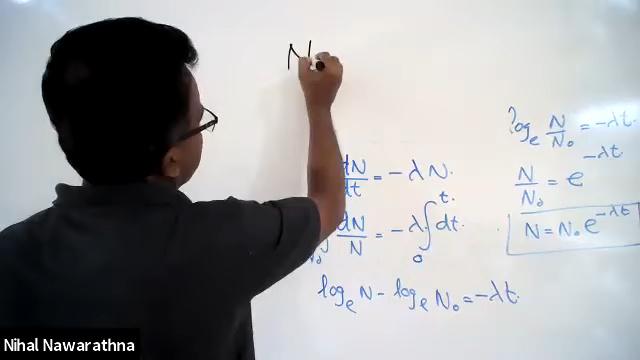 N
dN/dt = -λN.
∫ dN/N = -λ ∫₀ᵗ dt.
logₑ N - logₑ N₀ = -λt.
logₑ N/N₀ = -λt.
N/N₀ = e^(-λt)
N = N₀ e^(-λt)
Nihal Nawarathna